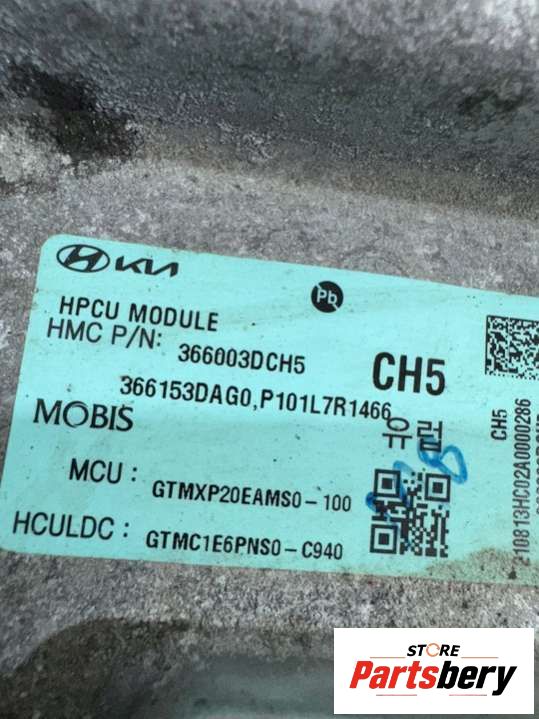 KIA
Pb
HPCU MODULE
HMC P/N: 366003DCH5
CH5
366153DAG0,P101L7R1466
유럽
MOBIS
MCU : GTMXP20EAMS0-100
HCULDC : GTMC1E6PNS0-C940
CH5
210813HC02A0000286
STORE
Partsbery